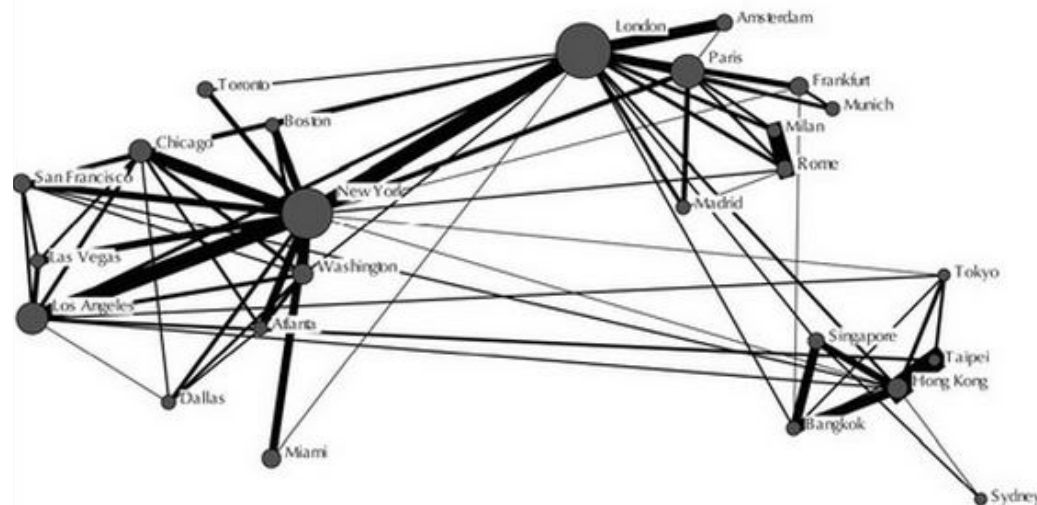 London
Amsterdam
Paris
Frankfurt
Munich
Toronto
Boston
Milan
Chicago
Rome
San Francisco
New York
Madrid
Las Vegas
Washington
Tokyo
Los Angeles
Atlanta
Singapore
Taipei
Hong Kong
Dallas
Bangkok
Miami
Sydney